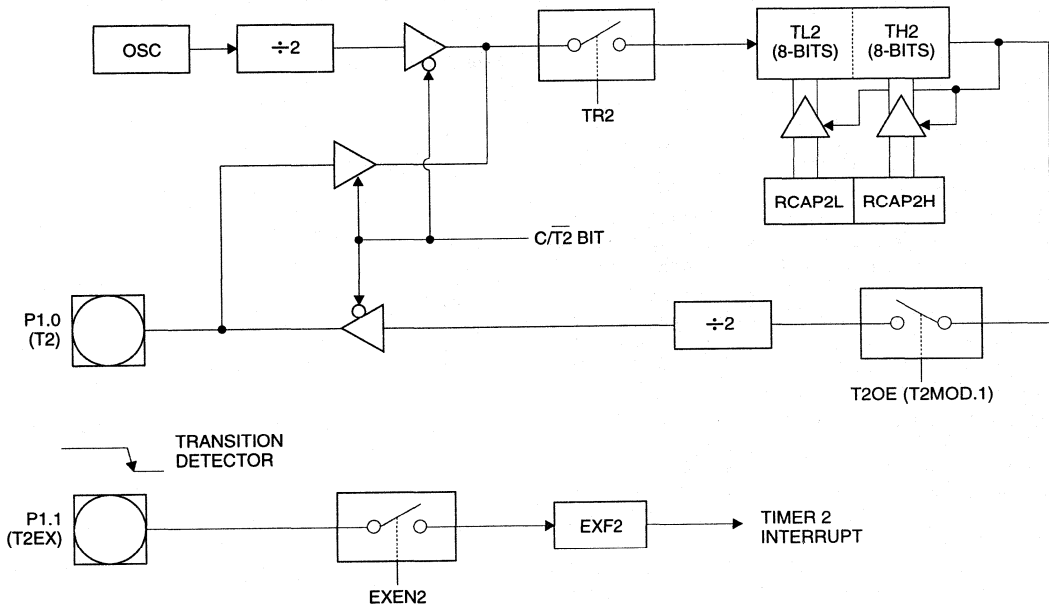 OSC
÷2
TR2
TL2
(8-BITS)
TH2
(8-BITS)
RCAP2L
RCAP2H
C/T̅2̅ BIT
P1.0
(T2)
÷2
T2OE (T2MOD.1)
TRANSITION
DETECTOR
P1.1
(T2EX)
EXEN2
EXF2
TIMER 2
INTERRUPT